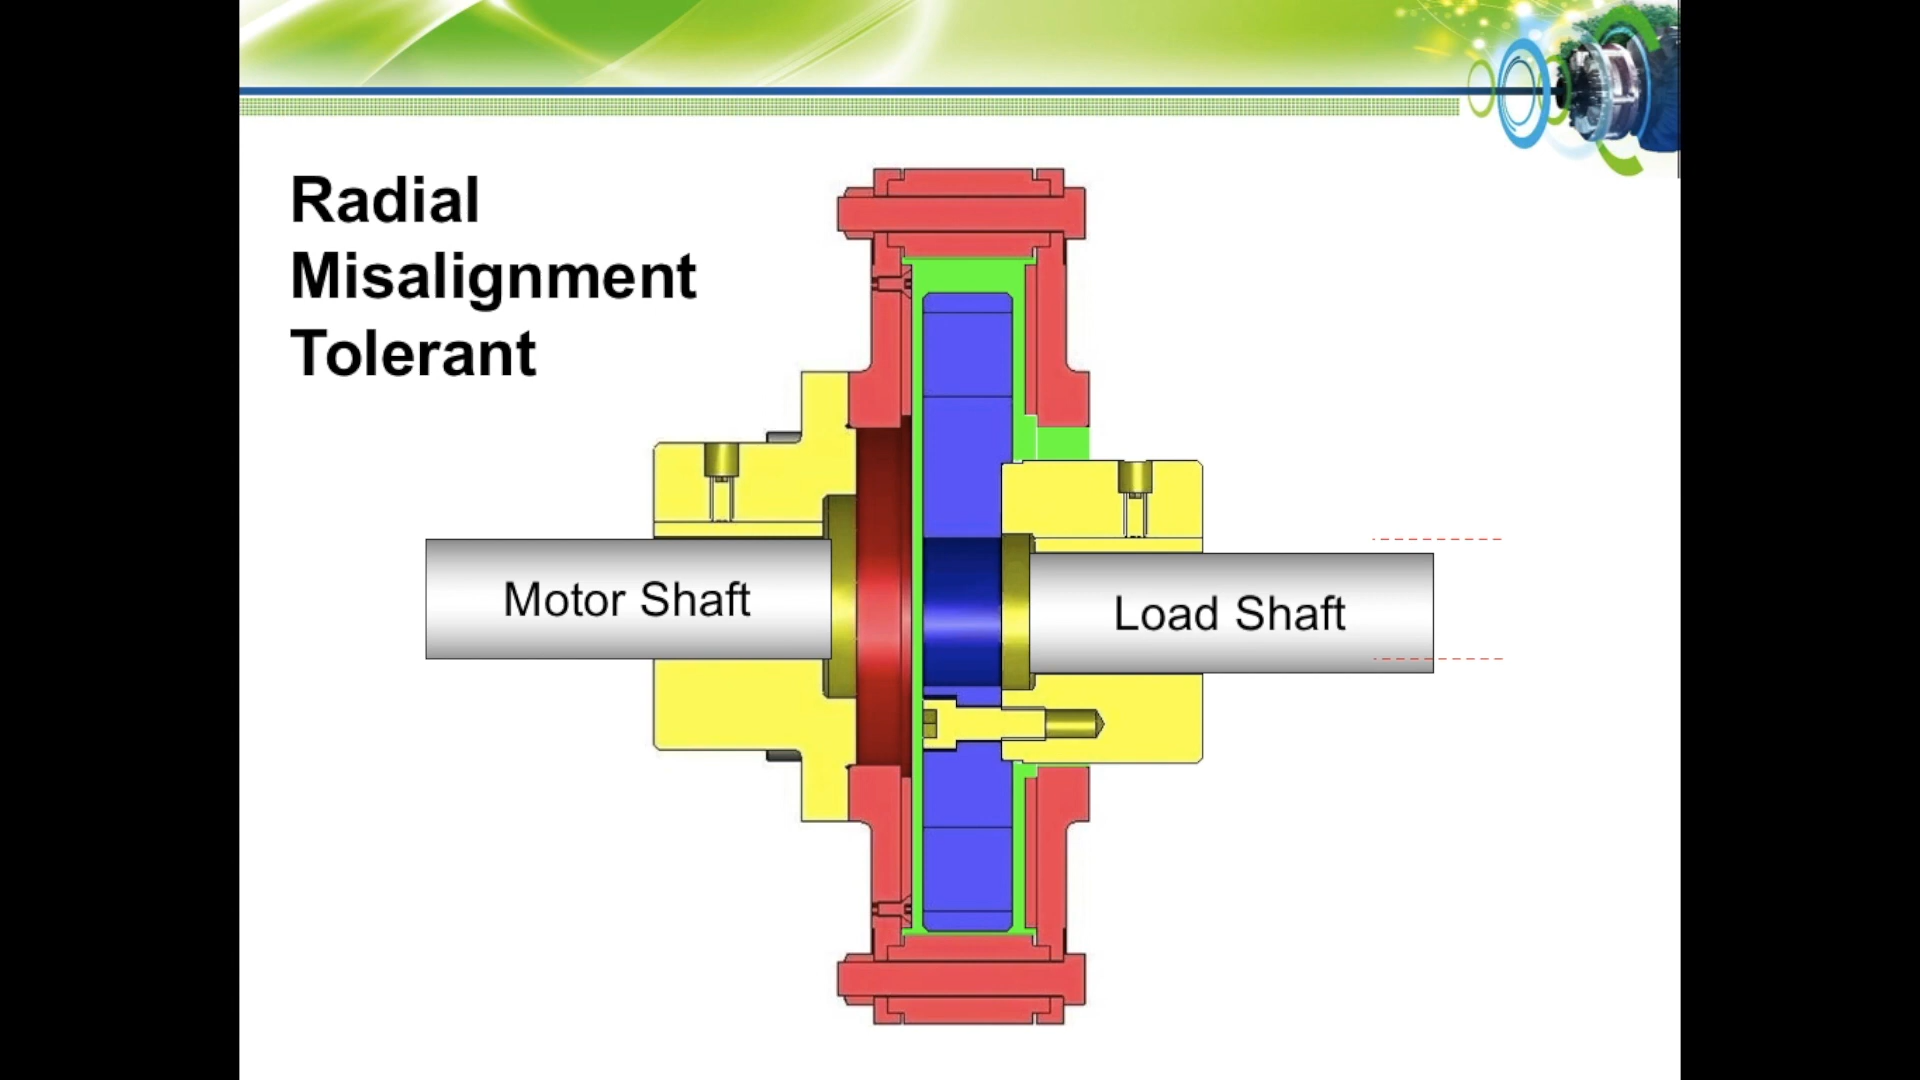 Radial
Misalignment
Tolerant
Motor Shaft
Load Shaft